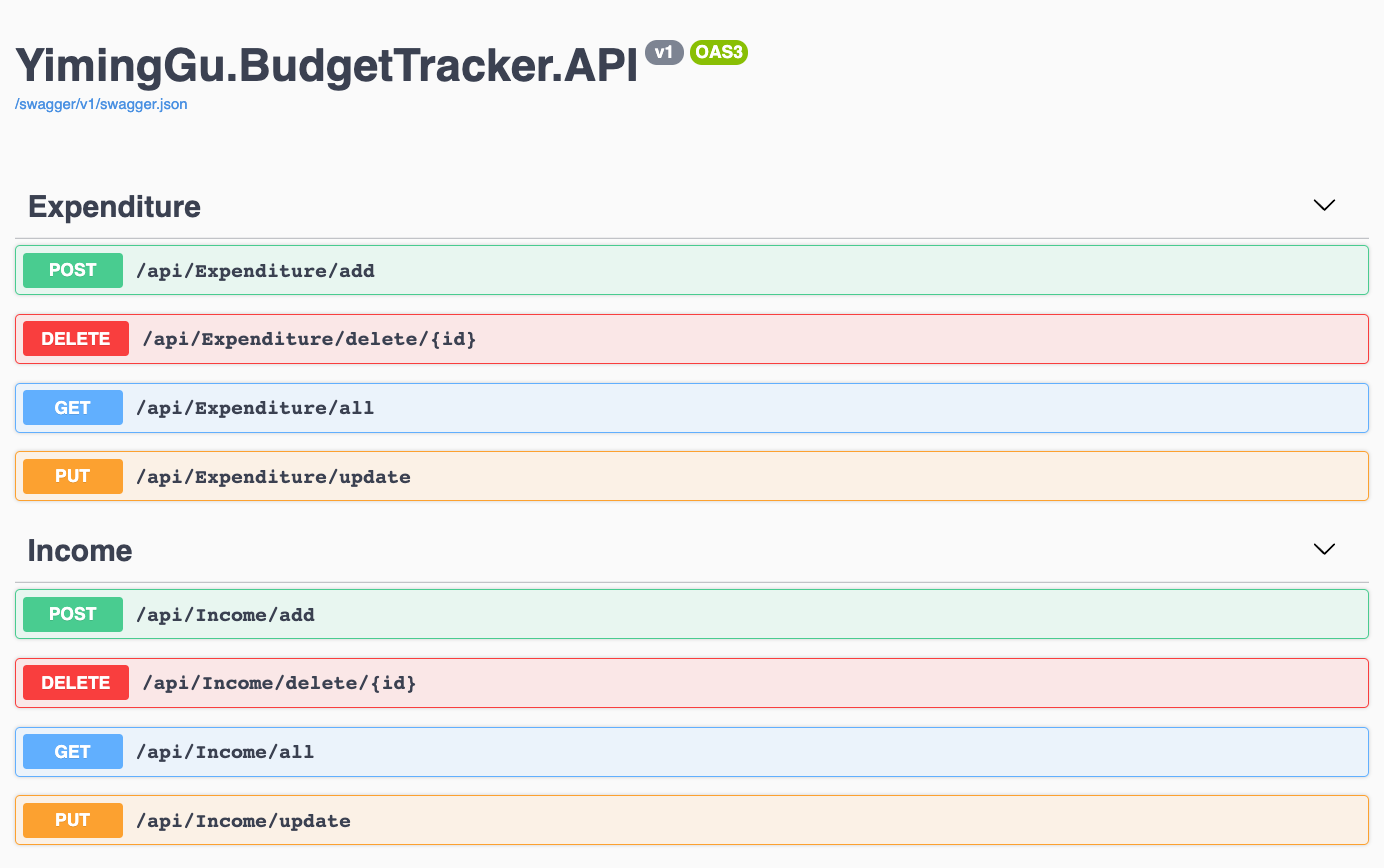 YimingGu.BudgetTracker.API v1 OAS3
/swagger/v1/swagger.json
Expenditure
POST /api/Expenditure/add
DELETE /api/Expenditure/delete/{id}
GET /api/Expenditure/all
PUT /api/Expenditure/update
Income
POST /api/Income/add
DELETE /api/Income/delete/{id}
GET /api/Income/all
PUT /api/Income/update